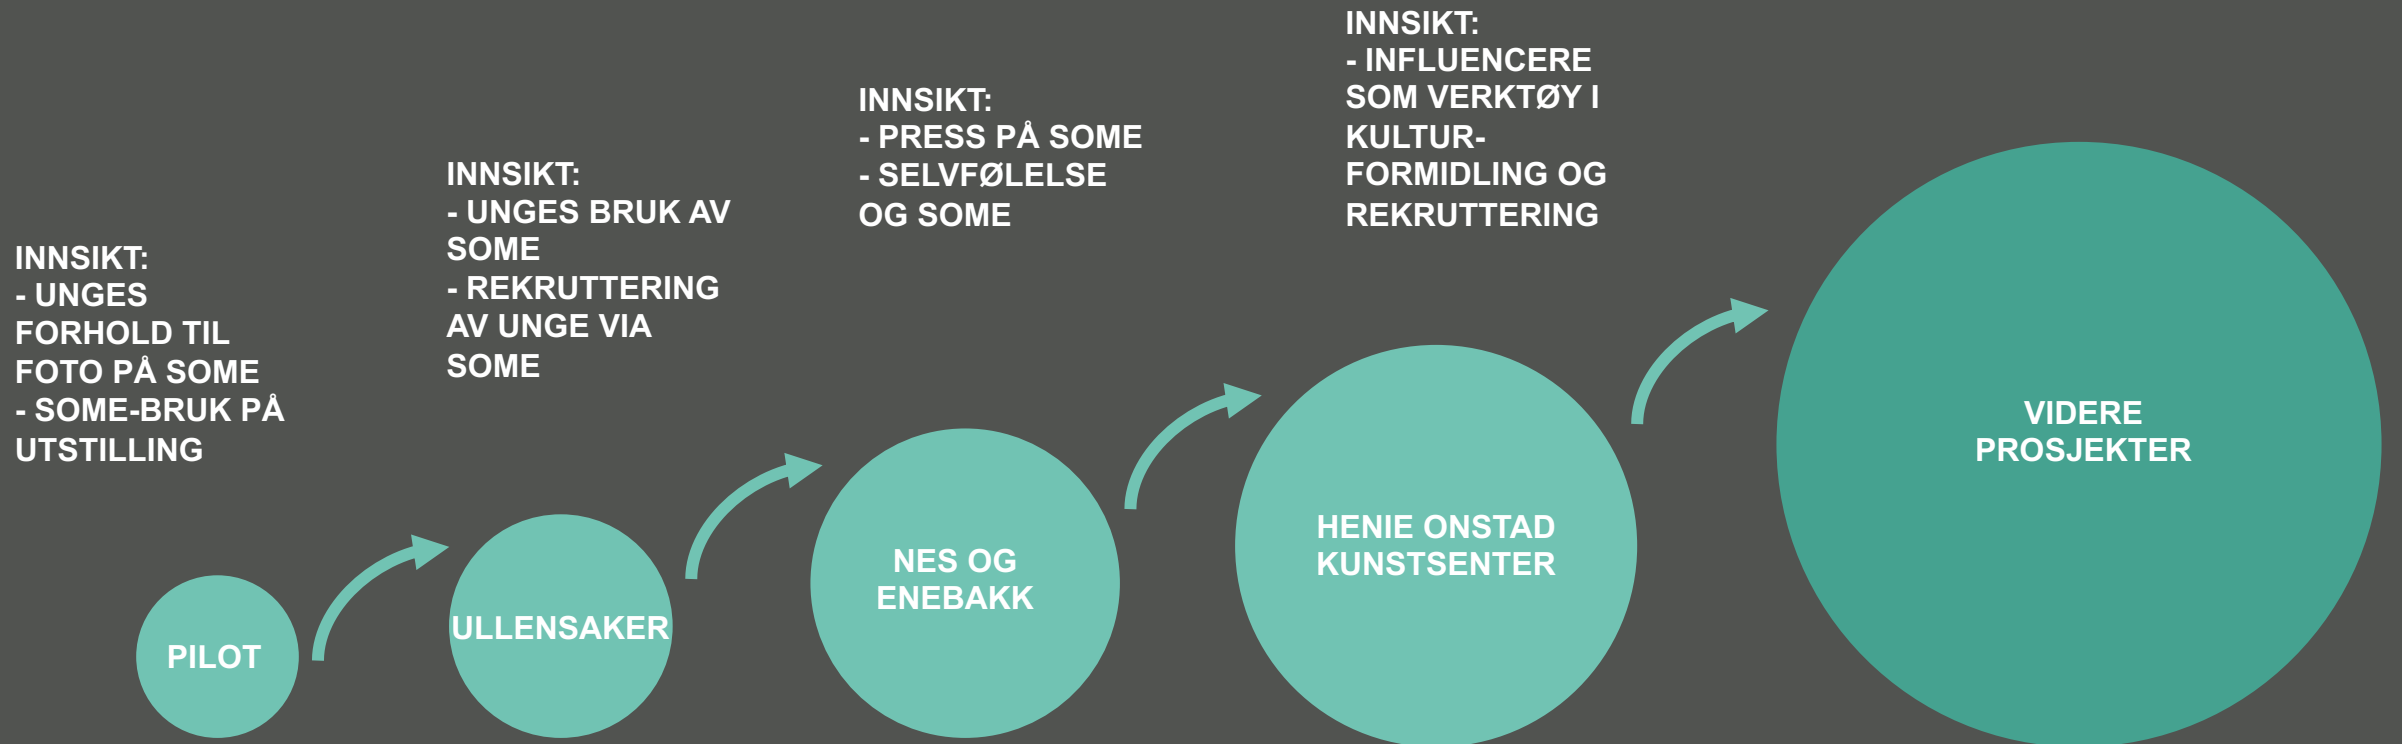 INNSIKT:
- UNGES
FORHOLD TIL
FOTO PÅ SOME
- SOME-BRUK PÅ
UTSTILLING
PILOT
INNSIKT:
- UNGES BRUK AV
SOME
- REKRUTTERING
AV UNGE VIA
SOME
ULLENSAKER
INNSIKT:
- PRESS PÅ SOME
- SELVFØLELSE
OG SOME
NES OG
ENEBAKK
INNSIKT:
- INFLUENCERE
SOM VERKTØY I
KULTUR-
FORMIDLING OG
REKRUTTERING
HENIE ONSTAD
KUNSTSENTER
VIDERE
PROSJEKTER